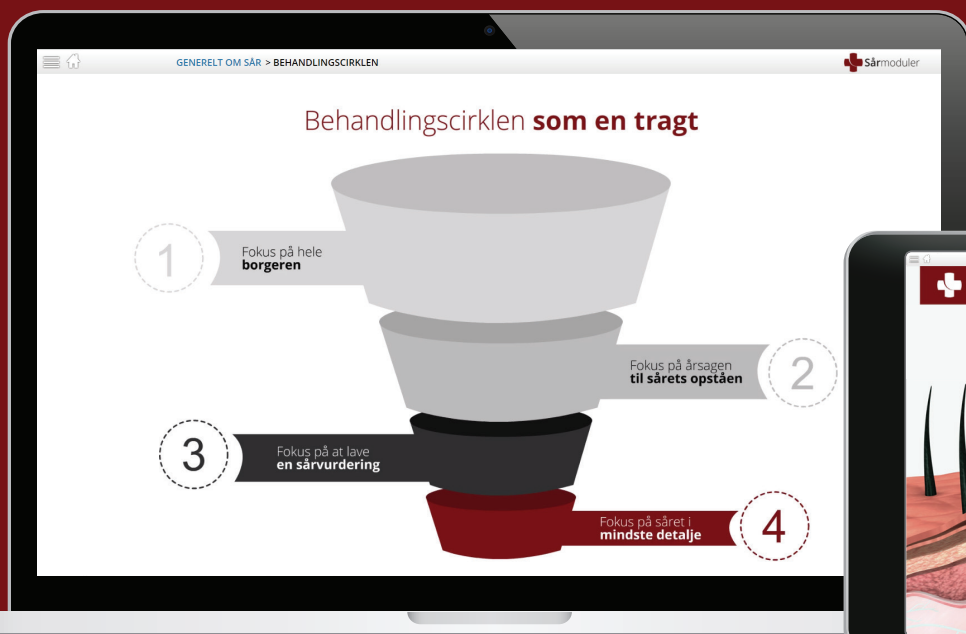 GENERELT OM SÅR > BEHANDLINGSCIRKLEN
Sårmoduler
Behandlingscirklen som en tragt
1
Fokus på hele
borgeren
2
Fokus på årsagen
til sårets opståen
3
Fokus på at lave
en sårvurdering
4
Fokus på såret i
mindste detalje